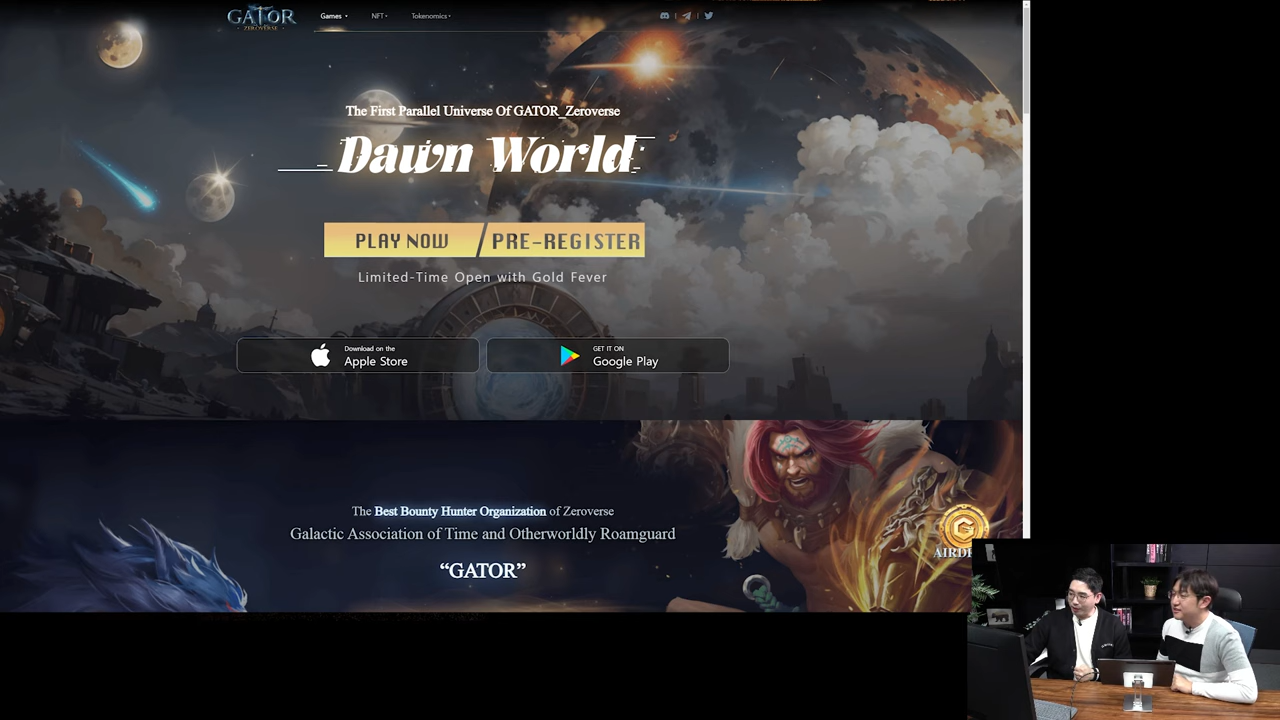 GATOR
ZEROVERSE
Games
NFT
Tokenomics
The First Parallel Universe Of GATOR_Zeroverse
Dawn World
PLAY NOW
PRE-REGISTER
Limited-Time Open with Gold Fever
Download on the
Apple Store
GET IT ON
Google Play
The Best Bounty Hunter Organization of Zeroverse
Galactic Association of Time and Otherworldly Roamguard
“GATOR”
G